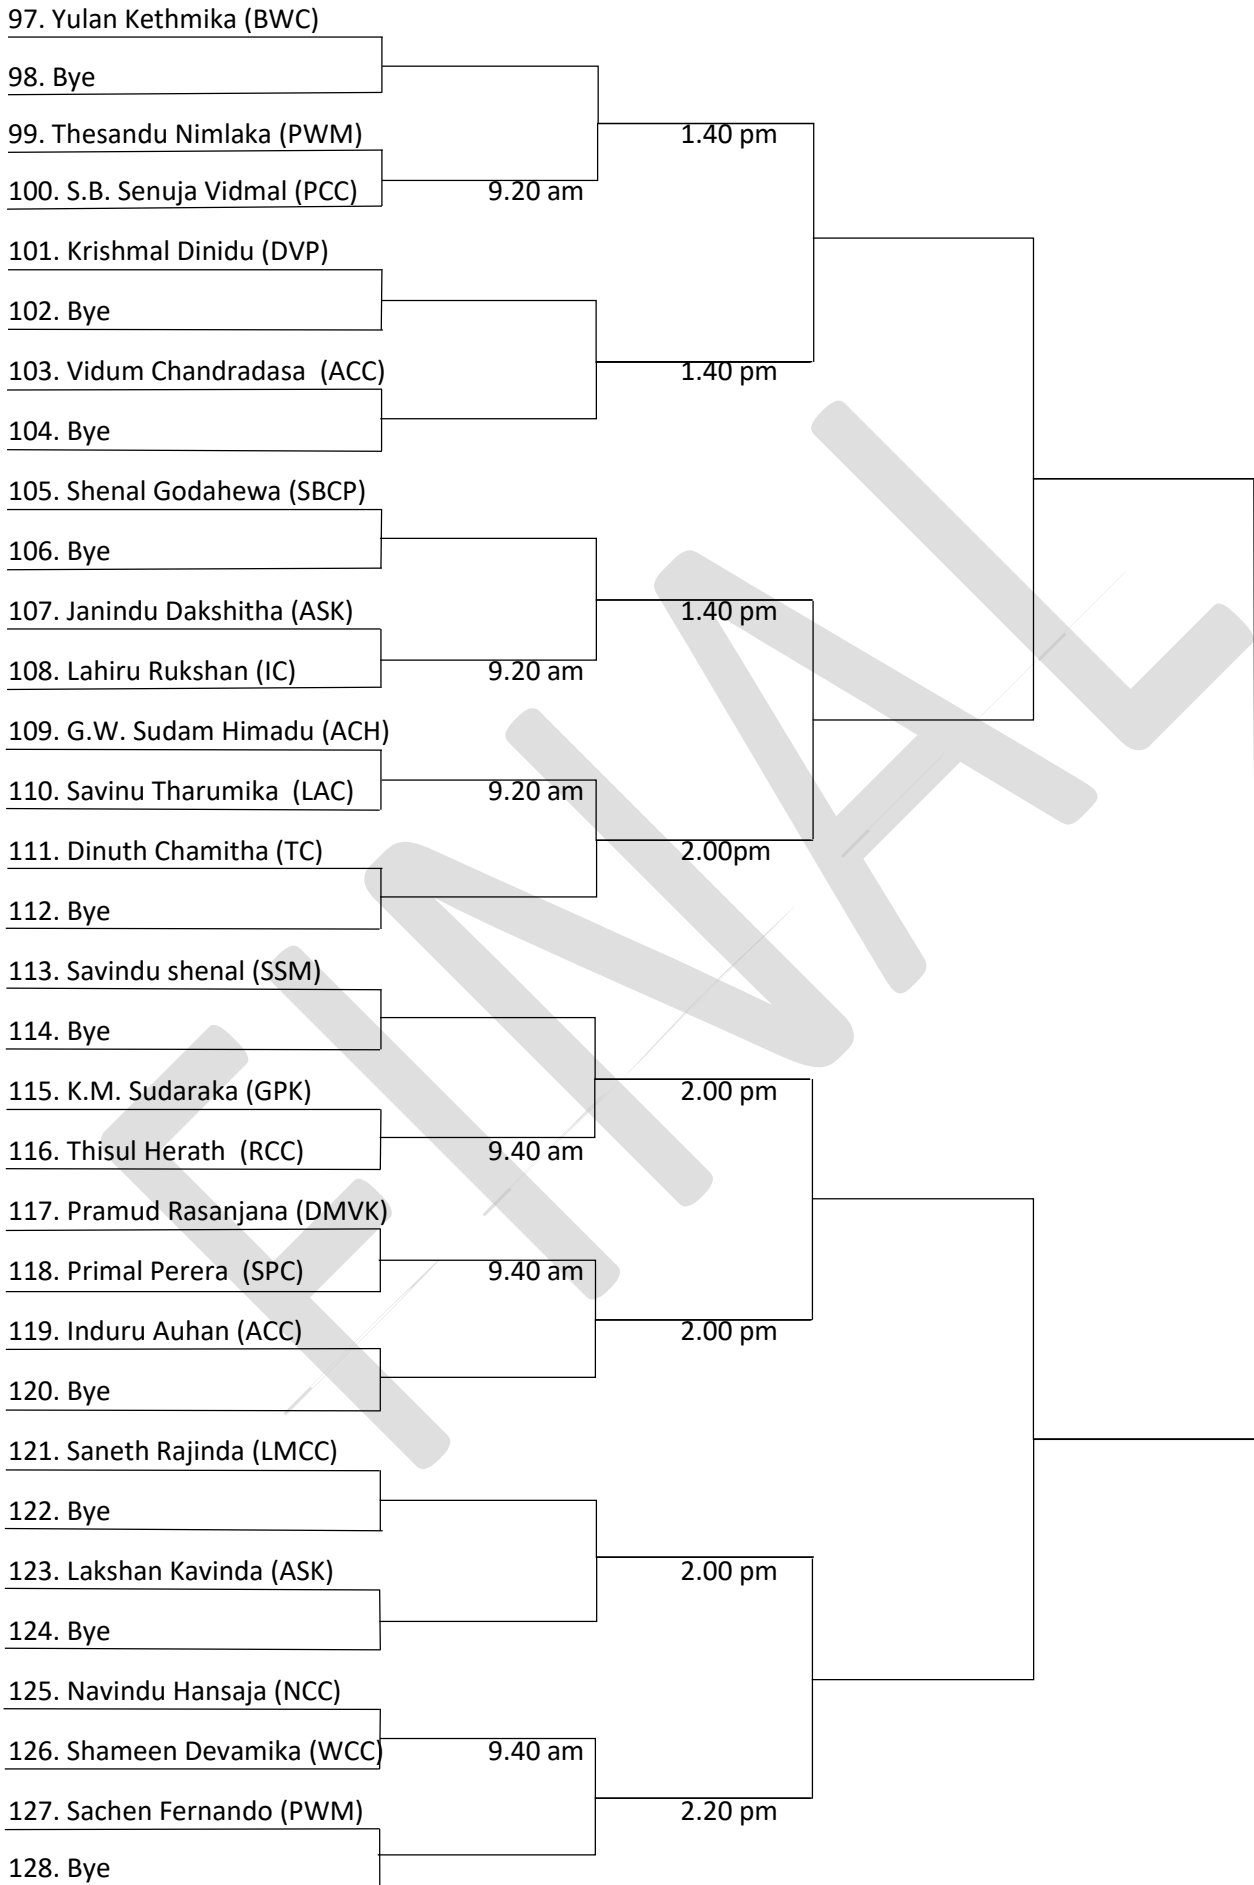 97. Yulan Kethmika (BWC)
98. Bye
99. Thesandu Nimlaka (PWM)
1.40 pm
100. S.B. Senuja Vidmal (PCC)
9.20 am
101. Krishmal Dinidu (DVP)
102. Bye
103. Vidum Chandradasa (ACC)
1.40 pm
104. Bye
105. Shenal Godahewa (SBCP)
106. Bye
107. Janindu Dakshitha (ASK)
1.40 pm
108. Lahiru Rukshan (IC)
9.20 am
109. G.W. Sudam Himadu (ACH)
110. Savinu Tharumika (LAC)
9.20 am
111. Dinuth Chamitha (TC)
2.00pm
112. Bye
113. Savindu shenal (SSM)
114. Bye
115. K.M. Sudaraka (GPK)
2.00 pm
116. Thisul Herath (RCC)
9.40 am
117. Pramud Rasanjana (DMVK)
118. Primal Perera (SPC)
9.40 am
119. Induru Auhan (ACC)
2.00 pm
120. Bye
121. Saneth Rajinda (LMCC)
122. Bye
123. Lakshan Kavinda (ASK)
2.00 pm
124. Bye
125. Navindu Hansaja (NCC)
126. Shameen Devamika (WCC)
9.40 am
127. Sachen Fernando (PWM)
2.20 pm
128. Bye
FINAL